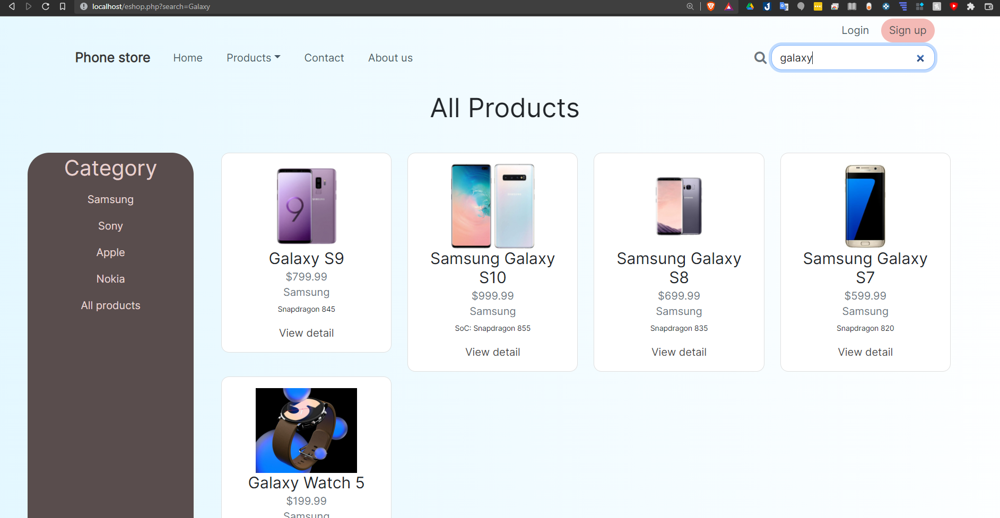 localhost/eshop.php?search=Galaxy
Login Sign up
Phone store Home Products Contact About us galaxy
All Products
Category
Samsung
Sony
Apple
Nokia
All products
Galaxy S9
$799.99
Samsung
Snapdragon 845
View detail
Samsung Galaxy
S10
$999.99
Samsung
SoC: Snapdragon 855
View detail
Samsung Galaxy
S8
$699.99
Samsung
Snapdragon 835
View detail
Samsung Galaxy
S7
$599.99
Samsung
Snapdragon 820
View detail
Galaxy Watch 5
$199.99
Samsung